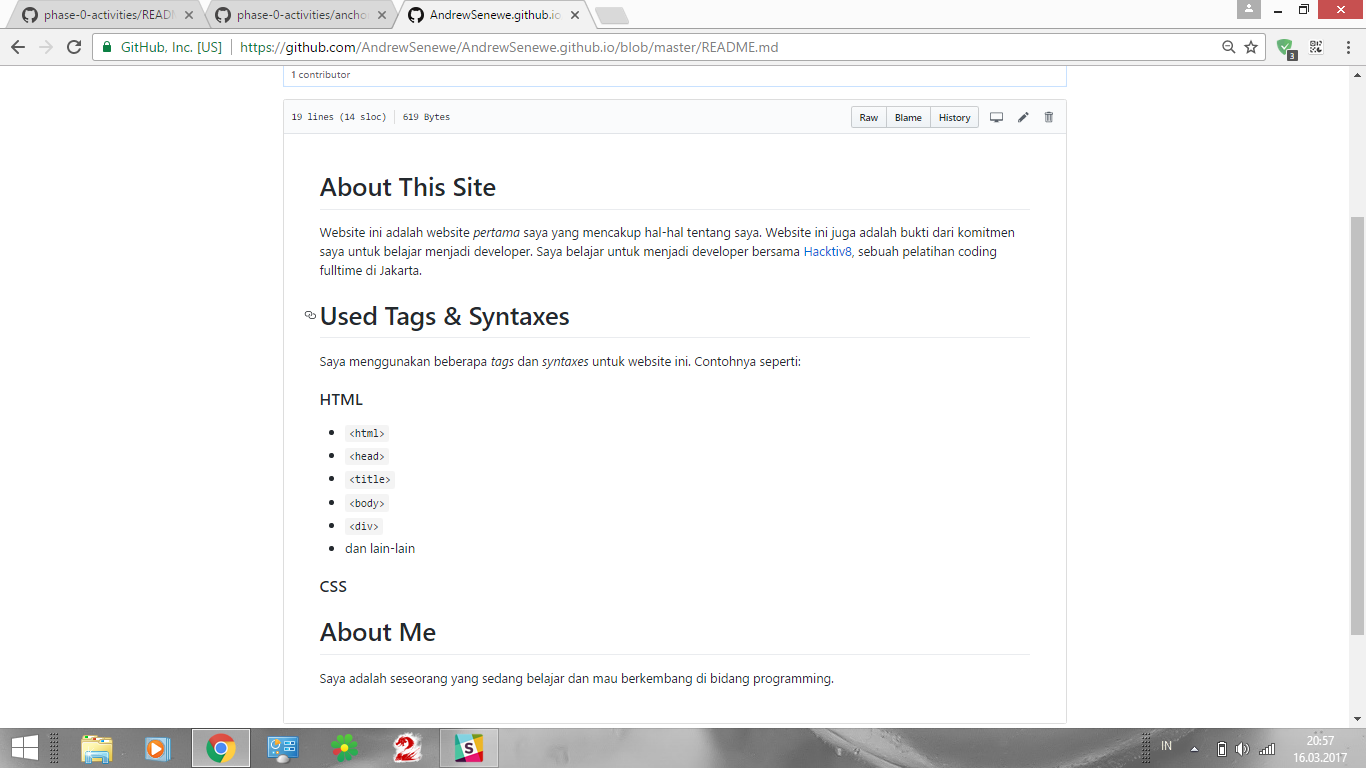 phase-0-activities/READM
phase-0-activities/ancho
AndrewSenewe.github.io
GitHub, Inc. [US]
https://github.com/AndrewSenewe/AndrewSenewe.github.io/blob/master/README.md
3
1 contributor
19 lines (14 sloc)
619 Bytes
Raw
Blame
History
About This Site
Website ini adalah website pertama saya yang mencakup hal-hal tentang saya. Website ini juga adalah bukti dari komitmen
saya untuk belajar menjadi developer. Saya belajar untuk menjadi developer bersama Hacktiv8, sebuah pelatihan coding
fulltime di Jakarta.
Used Tags & Syntaxes
Saya menggunakan beberapa tags dan syntaxes untuk website ini. Contohnya seperti:
HTML
<html>
<head>
<title>
<body>
<div>
dan lain-lain
CSS
About Me
Saya adalah seseorang yang sedang belajar dan mau berkembang di bidang programming.
IN
20:57
16.03.2017